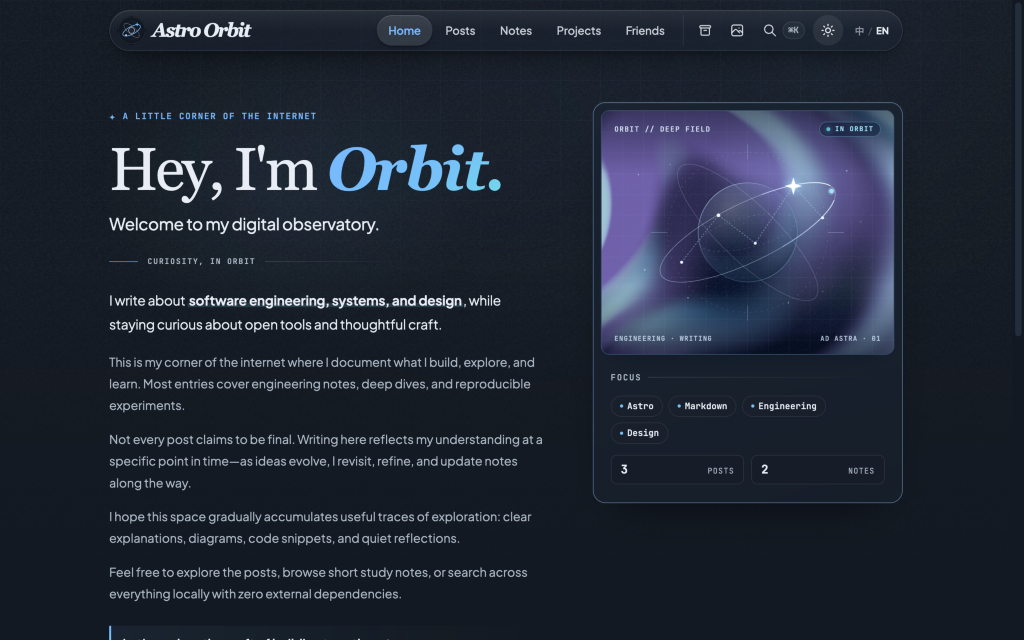 Astro Orbit
Home Posts Notes Projects Friends ⌘K 中 / EN
A LITTLE CORNER OF THE INTERNET
Hey, I'm Orbit.
Welcome to my digital observatory.
CURIOSITY, IN ORBIT
I write about software engineering, systems, and design, while
staying curious about open tools and thoughtful craft.
This is my corner of the internet where I document what I build, explore, and
learn. Most entries cover engineering notes, deep dives, and reproducible
experiments.
Not every post claims to be final. Writing here reflects my understanding at a
specific point in time—as ideas evolve, I revisit, refine, and update notes
along the way.
I hope this space gradually accumulates useful traces of exploration: clear
explanations, diagrams, code snippets, and quiet reflections.
Feel free to explore the posts, browse short study notes, or search across
everything locally with zero external dependencies.
ORBIT // DEEP FIELD
IN ORBIT
ENGINEERING · WRITING
AD ASTRA · 01
FOCUS
Astro Markdown Engineering
Design
3 POSTS 2 NOTES